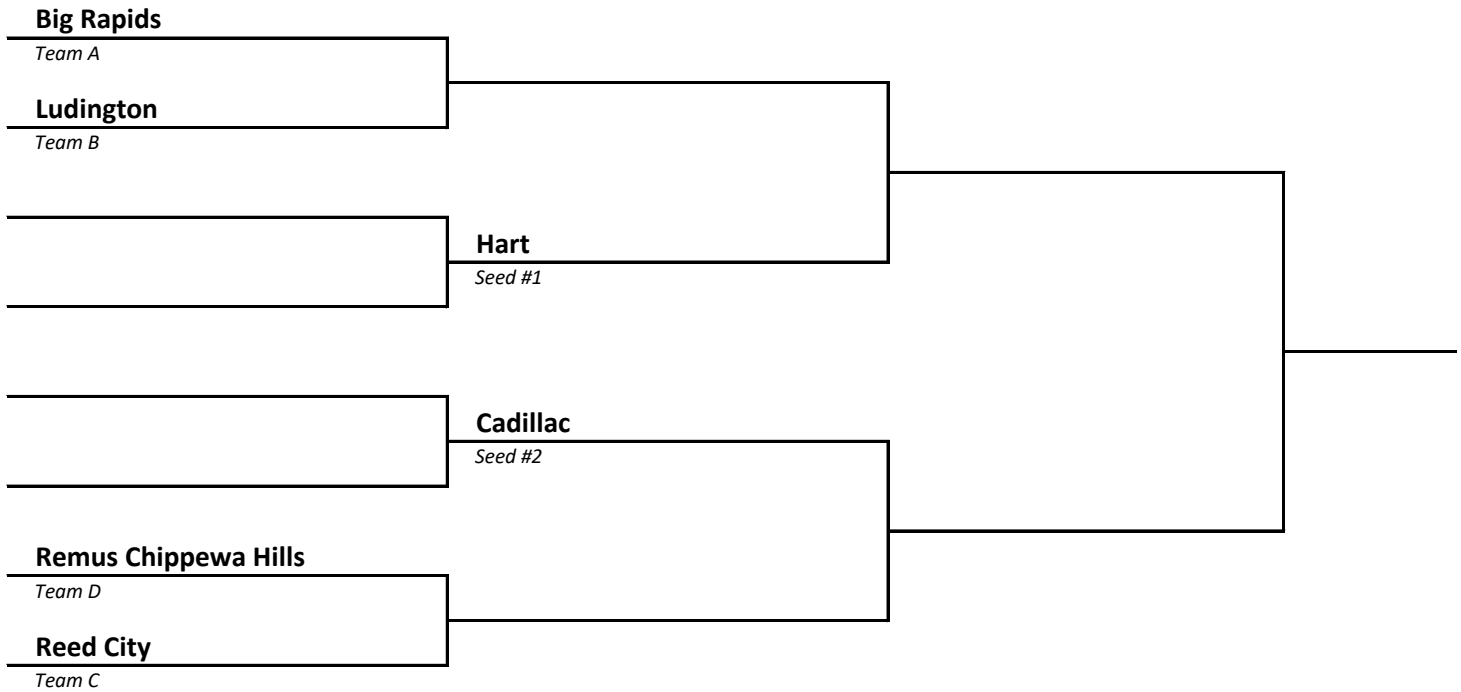 Big Rapids
Team A
Ludington
Team B
Hart
Seed #1
Cadillac
Seed #2
Remus Chippewa Hills
Team D
Reed City
Team C